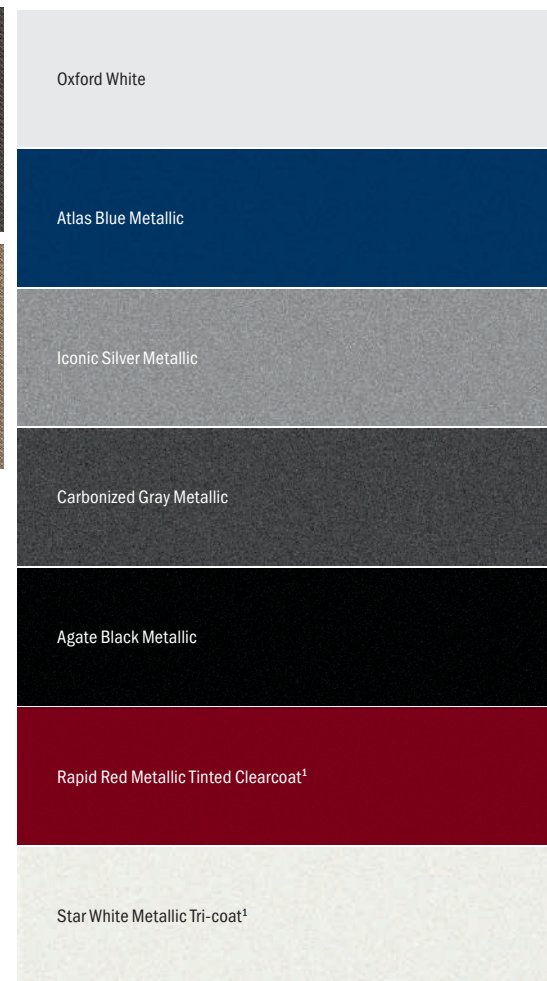 Oxford White
Atlas Blue Metallic
Iconic Silver Metallic
Carbonized Gray Metallic
Agate Black Metallic
Rapid Red Metallic Tinted Clearcoat¹
Star White Metallic Tri-coat¹